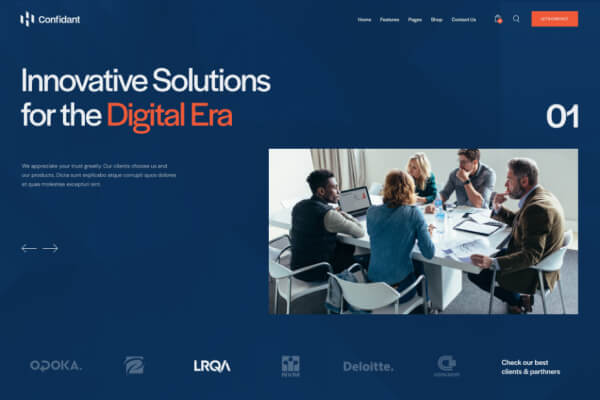 Confidant
Home Features Pages Shop Contact Us
LET'S CONTACT
Innovative Solutions
for the Digital Era
01
We appreciate your trust greatly. Our clients choose us and
our products. Dicta sunt explicabo atque corrupti quos dolores
et quas molestias excepturi sint.
OPOKA.
LRQA
Deloitte.
Check our best
clients & parthners